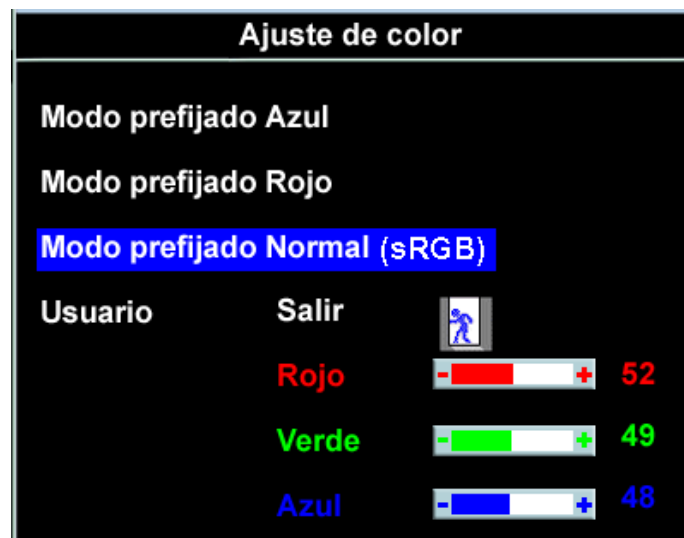 Ajuste de color
Modo prefijado Azul
Modo prefijado Rojo
Modo prefijado Normal (sRGB)
Usuario Salir
Rojo - + 52
Verde - + 49
Azul - + 48